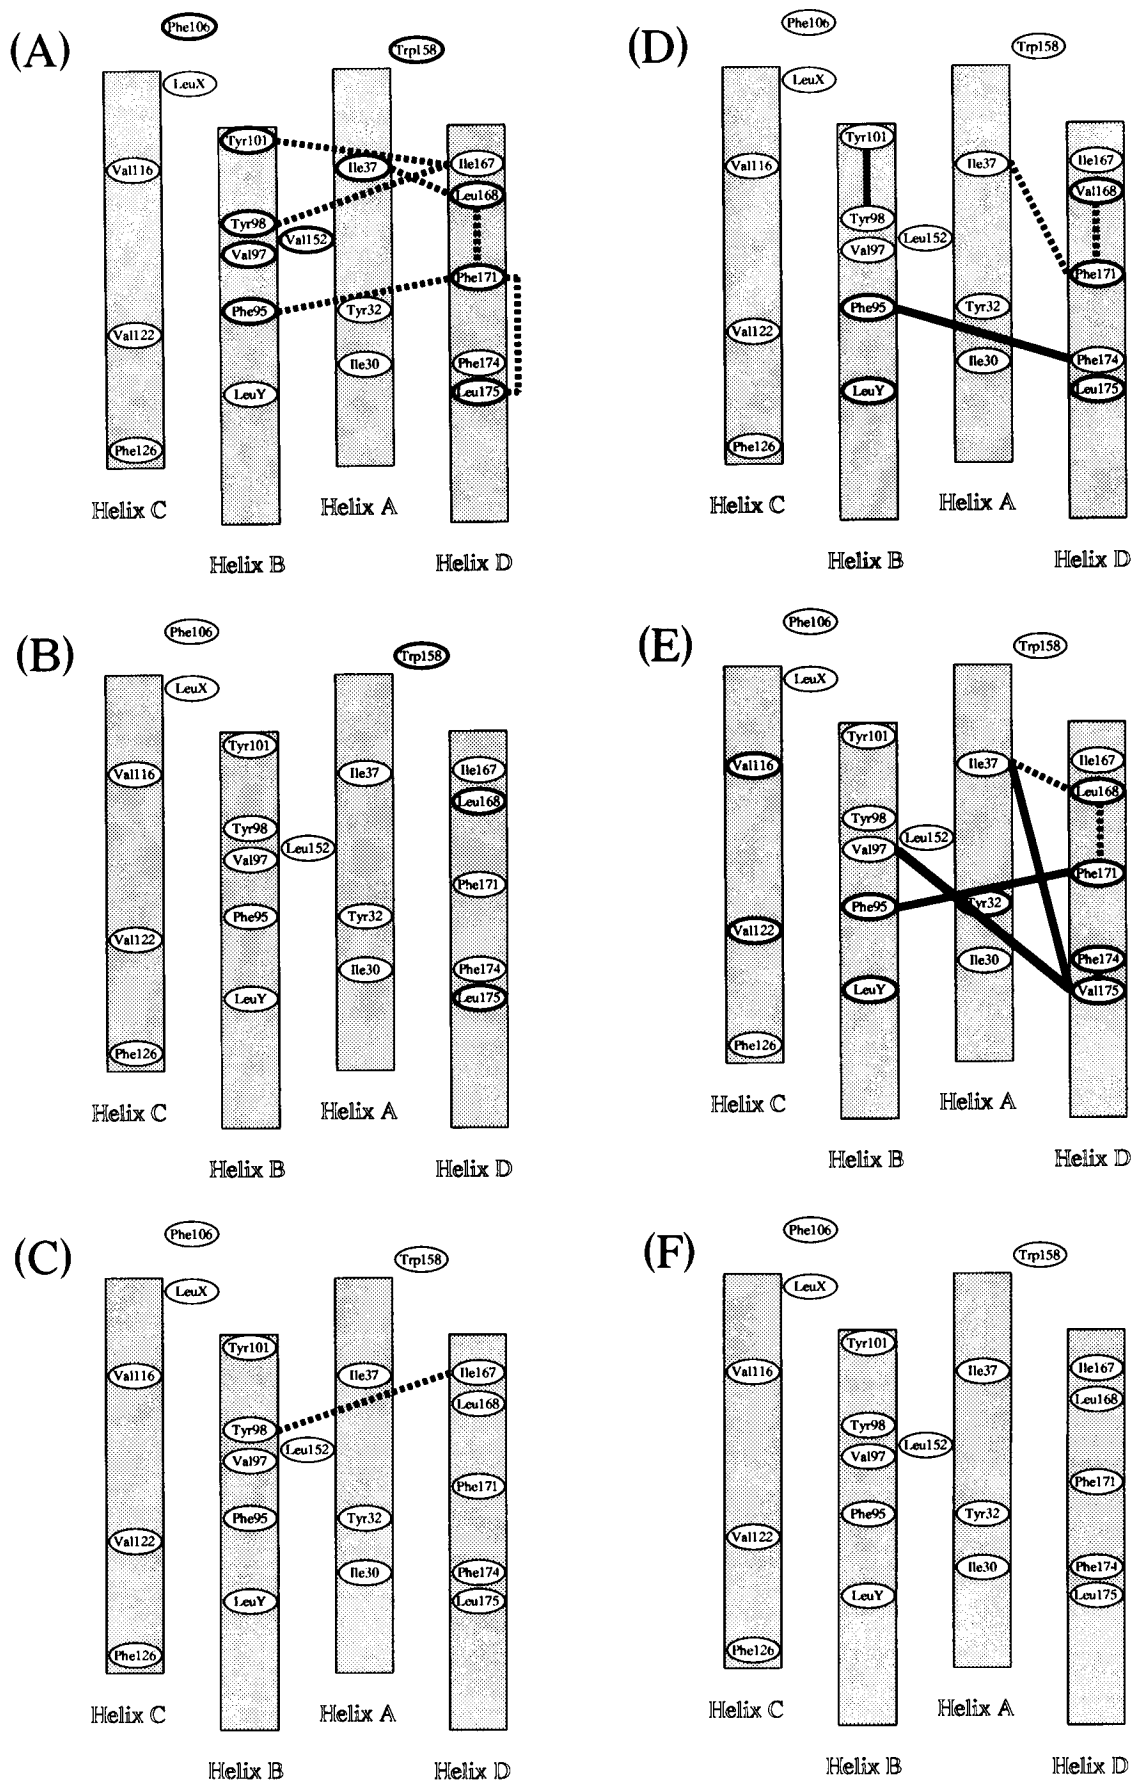 (A)
Phe106
Trp158
LeuX
Tyr101
Val116
Ile37
Ile167
Leu168
Tyr98
Val97
Val152
Phe171
Phe95
Tyr32
Val122
Ile30
Phe174
LeuY
Leu175
Phe126
Helix C
Helix A
Helix B
Helix D
(B)
Phe106
Trp158
LeuX
Tyr101
Val116
Ile37
Ile167
Leu168
Tyr98
Val97
Leu152
Phe171
Phe95
Tyr32
Val122
Ile30
Phe174
LeuY
Leu175
Phe126
Helix C
Helix A
Helix B
Helix D
(C)
Phe106
Trp158
LeuX
Tyr101
Val116
Ile37
Ile167
Leu168
Tyr98
Val97
Leu152
Phe171
Phe95
Tyr32
Val122
Ile30
Phe174
LeuY
Leu175
Phe126
Helix C
Helix A
Helix B
Helix D
(D)
Phe106
Trp158
LeuX
Tyr101
Val116
Ile37
Ile167
Val168
Tyr98
Val97
Leu152
Phe171
Phe95
Tyr32
Val122
Ile30
Phe174
LeuY
Leu175
Phe126
Helix C
Helix A
Helix B
Helix D
(E)
Phe106
Trp158
LeuX
Tyr101
Val116
Ile37
Ile167
Leu168
Tyr98
Val97
Leu152
Phe171
Phe95
Tyr32
Val122
Ile30
Phe174
LeuY
Val175
Phe126
Helix C
Helix A
Helix B
Helix D
(F)
Phe106
Trp158
LeuX
Tyr101
Val116
Ile37
Ile167
Leu168
Tyr98
Val97
Leu152
Phe171
Phe95
Tyr32
Val122
Ile30
Phe174
LeuY
Leu175
Phe126
Helix C
Helix A
Helix B
Helix D